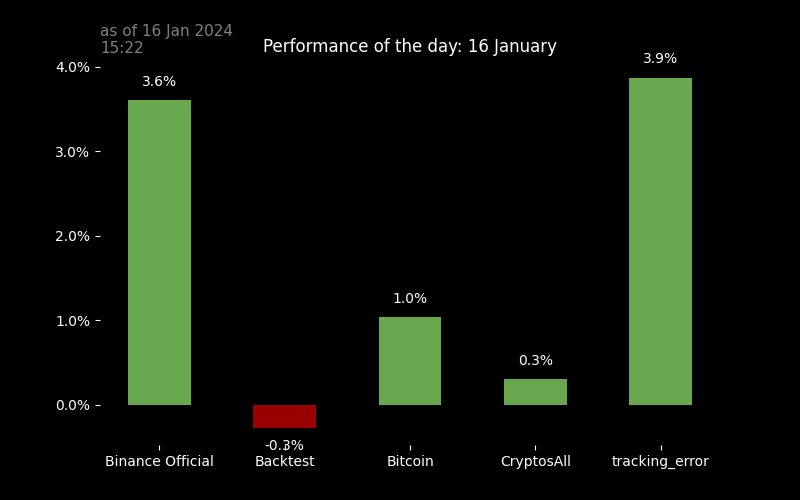 as of 16 Jan 2024
15:22
Performance of the day: 16 January
4.0%
3.0%
2.0%
1.0%
0.0%
3.6%
-0.3%
1.0%
0.3%
3.9%
Binance Official
Backtest
Bitcoin
CryptosAll
tracking_error